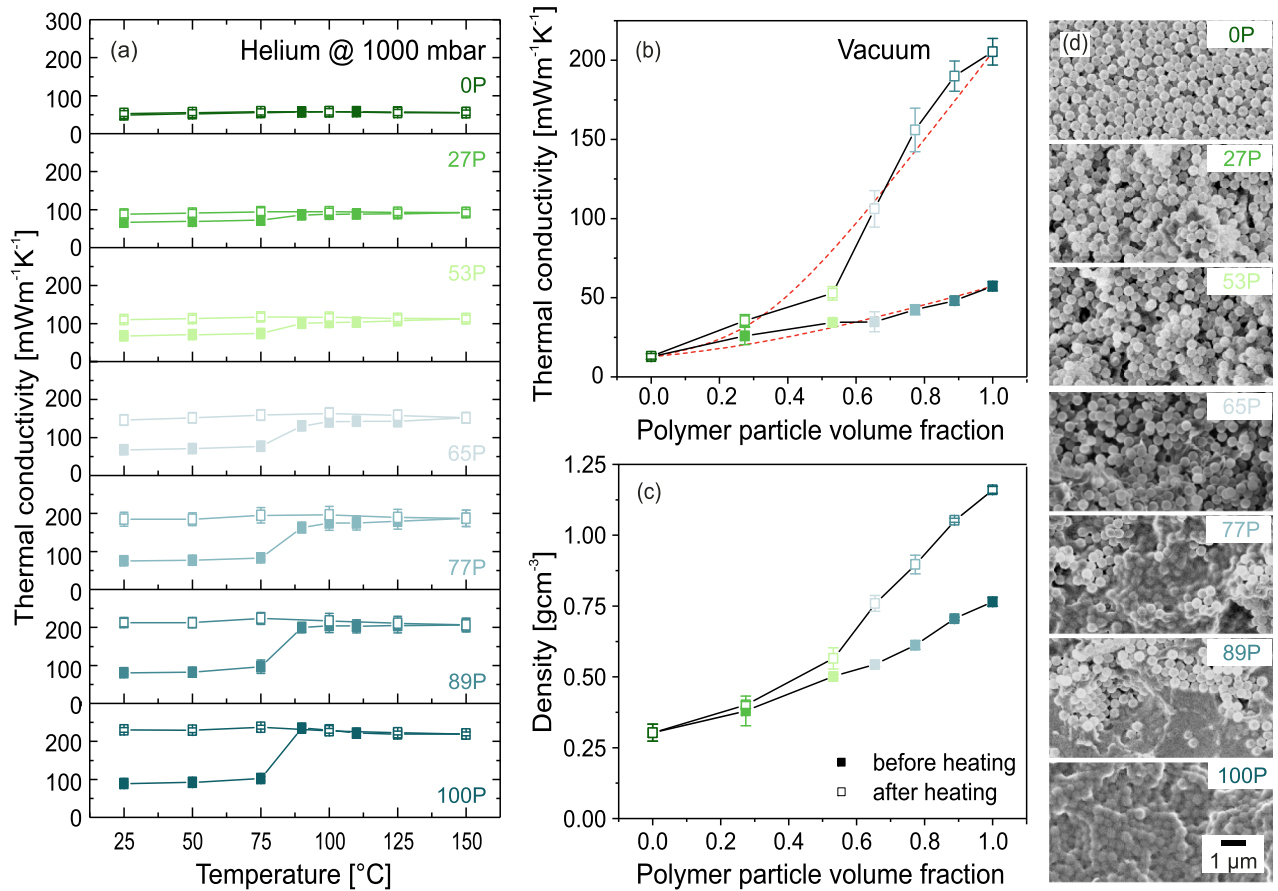 Thermal conductivity [mWm-1K-1]
(a)
Helium @ 1000 mbar
300
200
100
0
0P
200
100
0
27P
200
100
0
53P
200
100
0
65P
200
100
0
77P
200
100
0
89P
200
100
0
100P
25 50 75 100 125 150
Temperature [°C]
Thermal conductivity [mWm-1K-1]
(b)
Vacuum
200
150
100
50
0
0.0 0.2 0.4 0.6 0.8 1.0
Polymer particle volume fraction
Density [gcm-3]
(c)
1.25
1.00
0.75
0.50
0.25
0.00
before heating
after heating
0.0 0.2 0.4 0.6 0.8 1.0
Polymer particle volume fraction
(d)
0P
27P
53P
65P
77P
89P
100P
1 µm